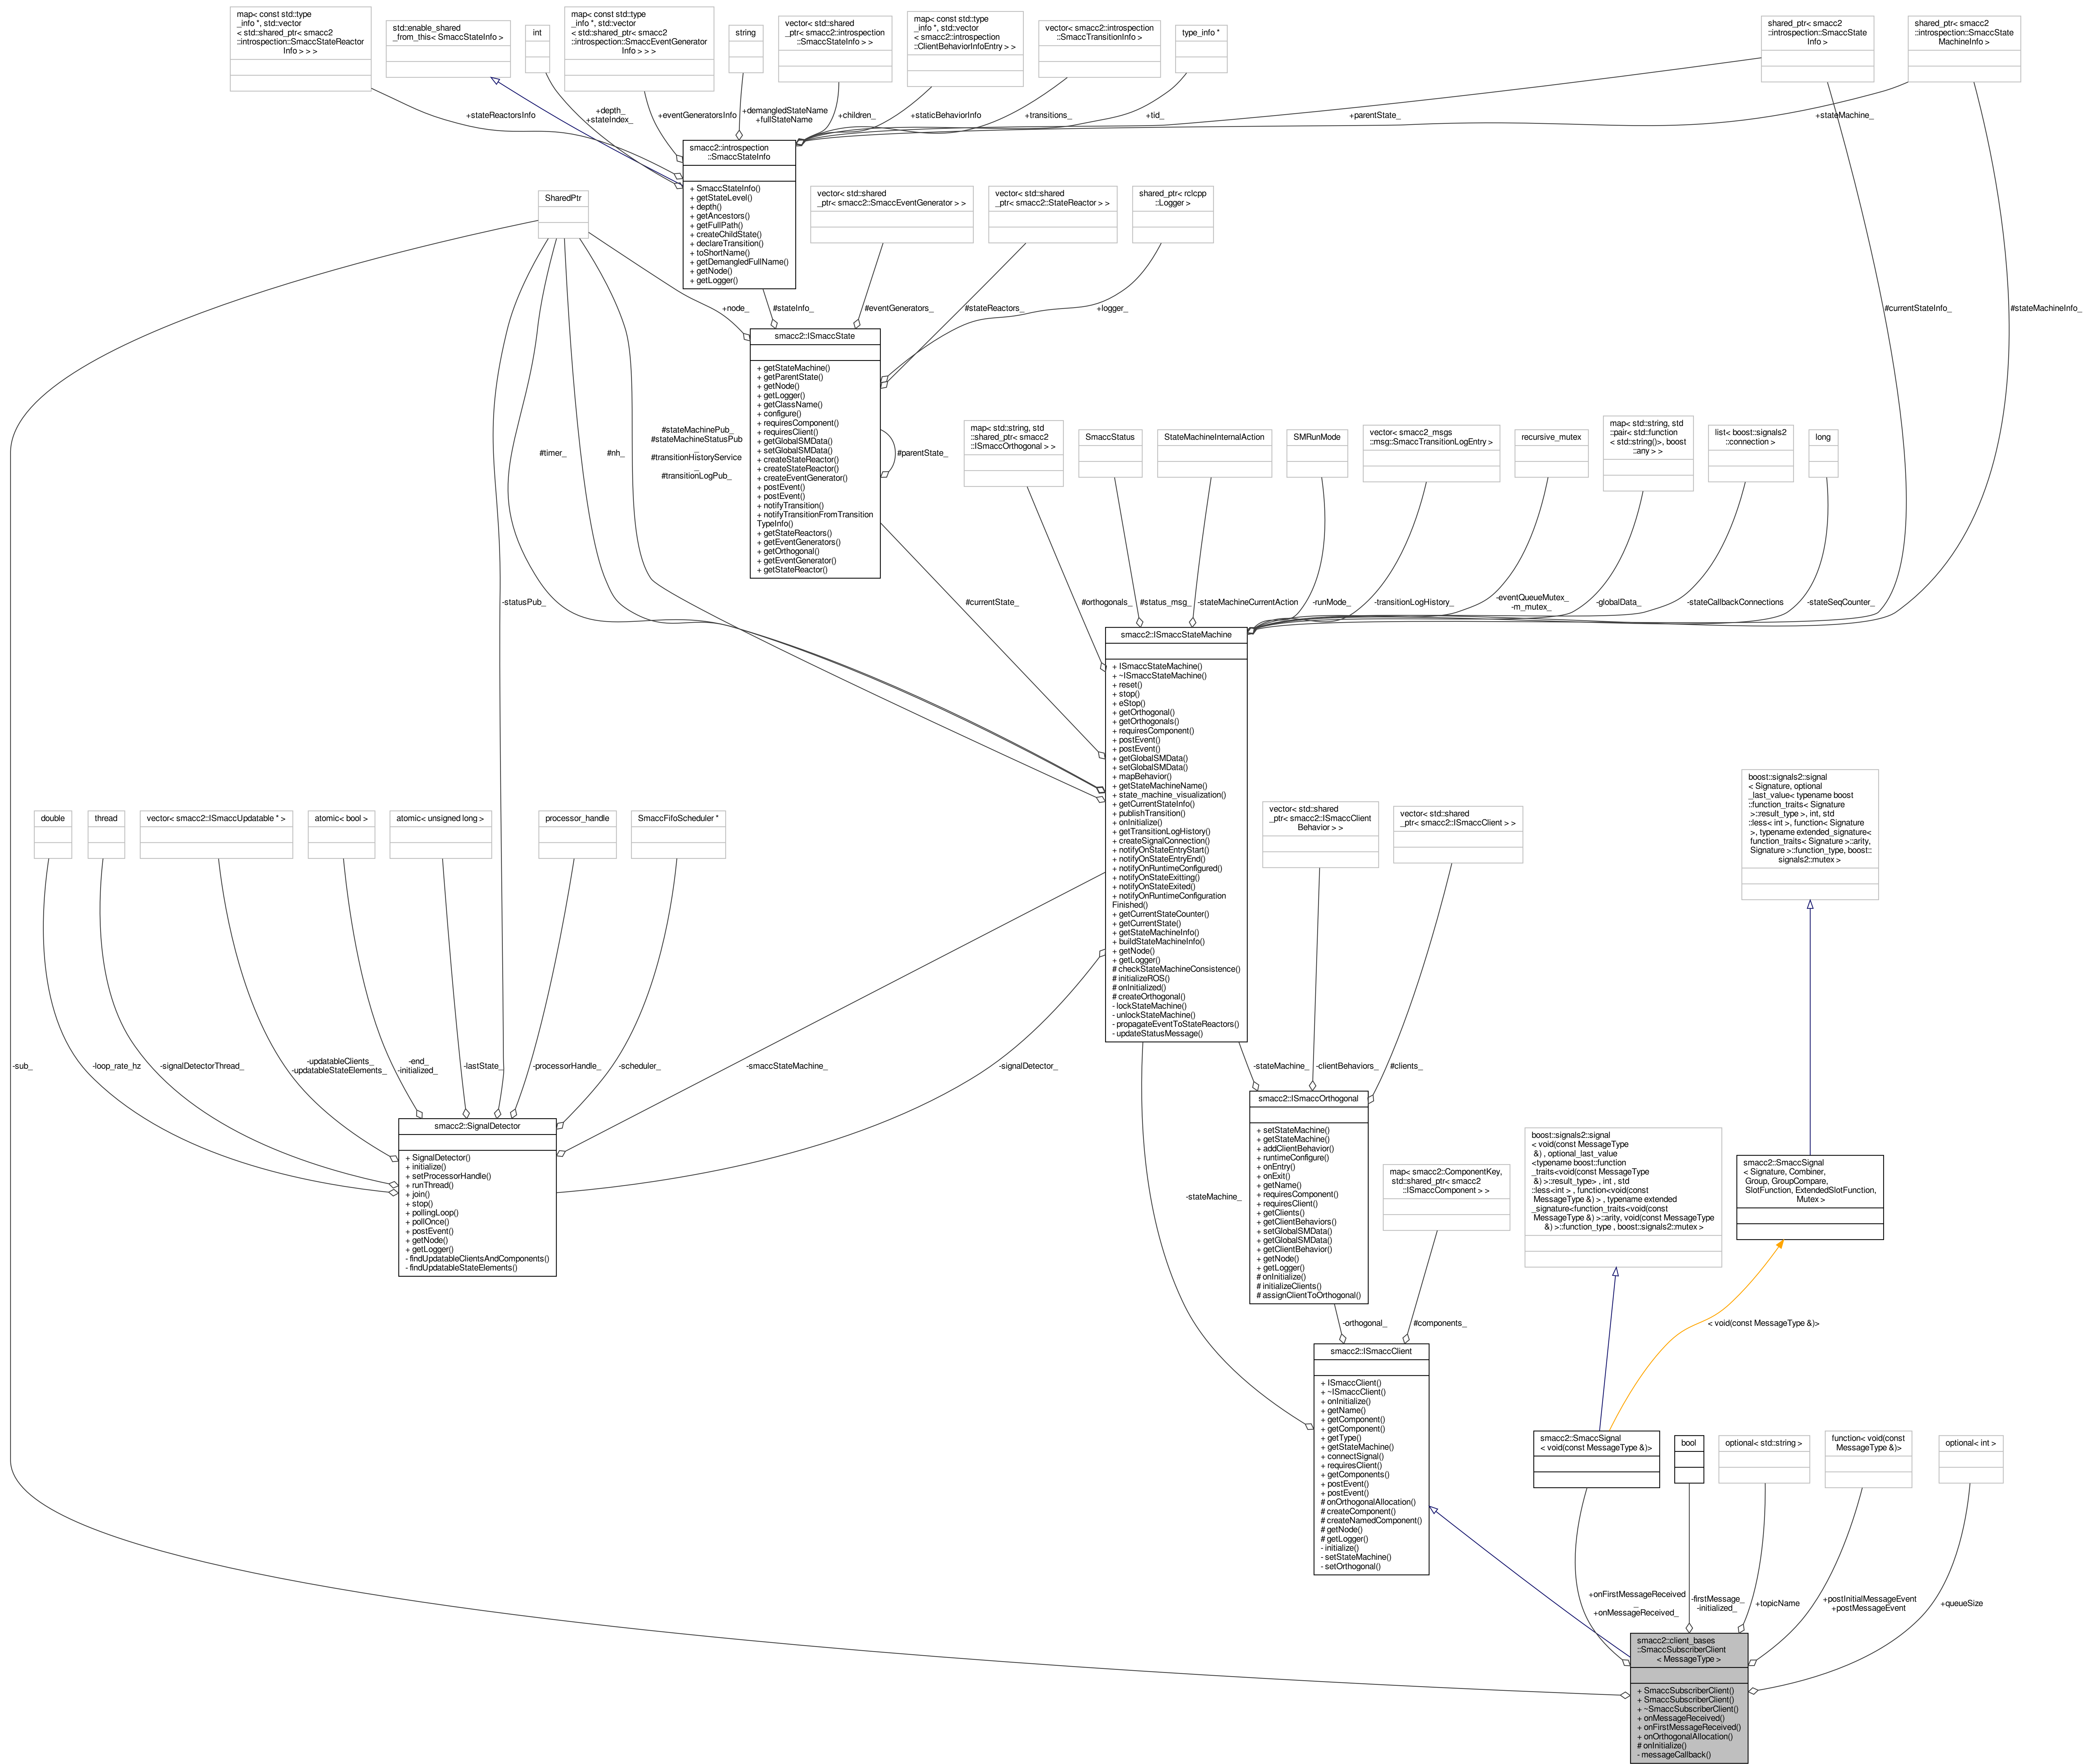 map< const std::type
_info *, std::vector
< std::shared_ptr< smacc2
::introspection::SmaccStateReactor
Info > > >
std::enable_shared
_from_this< SmaccStateInfo >
int
map< const std::type
_info *, std::vector
< std::shared_ptr< smacc2
::introspection::SmaccEventGenerator
Info > > >
string
vector< std::shared
_ptr< smacc2::introspection
::SmaccStateInfo > >
map< const std::type
_info *, std::vector
< smacc2::introspection
::ClientBehaviorInfoEntry > >
vector< smacc2::introspection
::SmaccTransitionInfo >
type_info *
shared_ptr< smacc2
::introspection::SmaccState
Info >
shared_ptr< smacc2
::introspection::SmaccState
MachineInfo >
+stateReactorsInfo
+depth_
+stateIndex_
+eventGeneratorsInfo
+demangledStateName
+fullStateName
+children_
+staticBehaviorInfo
+transitions_
+tid_
+parentState_
+stateMachine_
smacc2::introspection
::SmaccStateInfo
+ SmaccStateInfo()
+ getStateLevel()
+ depth()
+ getAncestors()
+ getFullPath()
+ createChildState()
+ declareTransition()
+ toShortName()
+ getDemangledFullName()
+ getNode()
+ getLogger()
SharedPtr
vector< std::shared
_ptr< smacc2::SmaccEventGenerator > >
vector< std::shared
_ptr< smacc2::StateReactor > >
shared_ptr< rclcpp
::Logger >
+node_
#stateInfo_
#eventGenerators_
#stateReactors_
+logger_
#currentStateInfo_
#stateMachineInfo_
smacc2::ISmaccState
+ getStateMachine()
+ getParentState()
+ getNode()
+ getLogger()
+ getClassName()
+ configure()
+ requiresComponent()
+ requiresClient()
+ getGlobalSMData()
+ setGlobalSMData()
+ createStateReactor()
+ createStateReactor()
+ createEventGenerator()
+ postEvent()
+ postEvent()
+ notifyTransition()
+ notifyTransitionFromTransition
TypeInfo()
+ getStateReactors()
+ getEventGenerators()
+ getOrthogonal()
+ getEventGenerator()
+ getStateReactor()
#parentState_
#timer_
#nh_
#stateMachinePub_
#stateMachineStatusPub
_
#transitionHistoryService
_
#transitionLogPub_
map< std::string, std
::shared_ptr< smacc2
::ISmaccOrthogonal > >
SmaccStatus
StateMachineInternalAction
SMRunMode
vector< smacc2_msgs
::msg::SmaccTransitionLogEntry >
recursive_mutex
map< std::string, std
::pair< std::function
< std::string()>, boost
::any > >
list< boost::signals2
::connection >
long
-statusPub_
#currentState_
#orthogonals_
#status_msg_
-stateMachineCurrentAction
-runMode_
-transitionLogHistory_
-eventQueueMutex_
-m_mutex_
-globalData_
-stateCallbackConnections
-stateSeqCounter_
smacc2::ISmaccStateMachine
+ ISmaccStateMachine()
+ ~ISmaccStateMachine()
+ reset()
+ stop()
+ eStop()
+ getOrthogonal()
+ getOrthogonals()
+ requiresComponent()
+ postEvent()
+ postEvent()
+ getGlobalSMData()
+ setGlobalSMData()
+ mapBehavior()
+ getStateMachineName()
+ state_machine_visualization()
+ getCurrentStateInfo()
+ publishTransition()
+ onInitialize()
+ getTransitionLogHistory()
+ createSignalConnection()
+ notifyOnStateEntryStart()
+ notifyOnStateEntryEnd()
+ notifyOnRuntimeConfigured()
+ notifyOnStateExitting()
+ notifyOnStateExited()
+ notifyOnRuntimeConfiguration
Finished()
+ getCurrentStateCounter()
+ getCurrentState()
+ getStateMachineInfo()
+ buildStateMachineInfo()
+ getNode()
+ getLogger()
# checkStateMachineConsistence()
# initializeROS()
# onInitialized()
# createOrthogonal()
- lockStateMachine()
- unlockStateMachine()
- propagateEventToStateReactors()
- updateStatusMessage()
double
thread
vector< smacc2::ISmaccUpdatable * >
atomic< bool >
atomic< unsigned long >
processor_handle
SmaccFifoScheduler *
vector< std::shared
_ptr< smacc2::ISmaccClient
Behavior > >
vector< std::shared
_ptr< smacc2::ISmaccClient > >
boost::signals2::signal
< Signature, optional
_last_value< typename boost
::function_traits< Signature
>::result_type >, int, std
::less< int >, function< Signature
>, typename extended_signature<
function_traits< Signature >::arity,
Signature >::function_type, boost::
signals2::mutex >
-sub_
-loop_rate_hz
-signalDetectorThread_
-updatableClients_
-updatableStateElements_
-end_
-initialized_
-lastState_
-processorHandle_
-scheduler_
-smaccStateMachine_
-signalDetector_
-stateMachine_
-clientBehaviors_
#clients_
smacc2::SignalDetector
+ SignalDetector()
+ initialize()
+ setProcessorHandle()
+ runThread()
+ join()
+ stop()
+ pollingLoop()
+ pollOnce()
+ postEvent()
+ getNode()
+ getLogger()
- findUpdatableClientsAndComponents()
- findUpdatableStateElements()
smacc2::ISmaccOrthogonal
+ setStateMachine()
+ getStateMachine()
+ addClientBehavior()
+ runtimeConfigure()
+ onEntry()
+ onExit()
+ getName()
+ requiresComponent()
+ requiresClient()
+ getClients()
+ getClientBehaviors()
+ setGlobalSMData()
+ getGlobalSMData()
+ getClientBehavior()
+ getNode()
+ getLogger()
# onInitialize()
# initializeClients()
# assignClientToOrthogonal()
map< smacc2::ComponentKey,
std::shared_ptr< smacc2
::ISmaccComponent > >
boost::signals2::signal
< void(const MessageType
&) , optional_last_value
<typename boost::function
_traits<void(const MessageType
&) >::result_type> , int , std
::less<int > , function<void(const
MessageType &) > , typename extended
_signature<function_traits<void(const
MessageType &) >::arity, void(const MessageType
&) >::function_type , boost::signals2::mutex >
smacc2::SmaccSignal
< Signature, Combiner,
Group, GroupCompare,
SlotFunction, ExtendedSlotFunction,
Mutex >
-stateMachine_
-orthogonal_
#components_
< void(const MessageType &)>
smacc2::ISmaccClient
+ ISmaccClient()
+ ~ISmaccClient()
+ onInitialize()
+ getName()
+ getComponent()
+ getComponent()
+ getType()
+ getStateMachine()
+ connectSignal()
+ requiresClient()
+ getComponents()
+ postEvent()
+ postEvent()
# onOrthogonalAllocation()
# createComponent()
# createNamedComponent()
# getNode()
# getLogger()
- initialize()
- setStateMachine()
- setOrthogonal()
smacc2::SmaccSignal
< void(const MessageType &)>
bool
optional< std::string >
function< void(const
MessageType &)>
optional< int >
+onFirstMessageReceived
_
+onMessageReceived_
-firstMessage_
-initialized_
+topicName
+postInitialMessageEvent
+postMessageEvent
+queueSize
smacc2::client_bases
::SmaccSubscriberClient
< MessageType >
+ SmaccSubscriberClient()
+ SmaccSubscriberClient()
+ ~SmaccSubscriberClient()
+ onMessageReceived()
+ onFirstMessageReceived()
+ onOrthogonalAllocation()
# onInitialize()
- messageCallback()